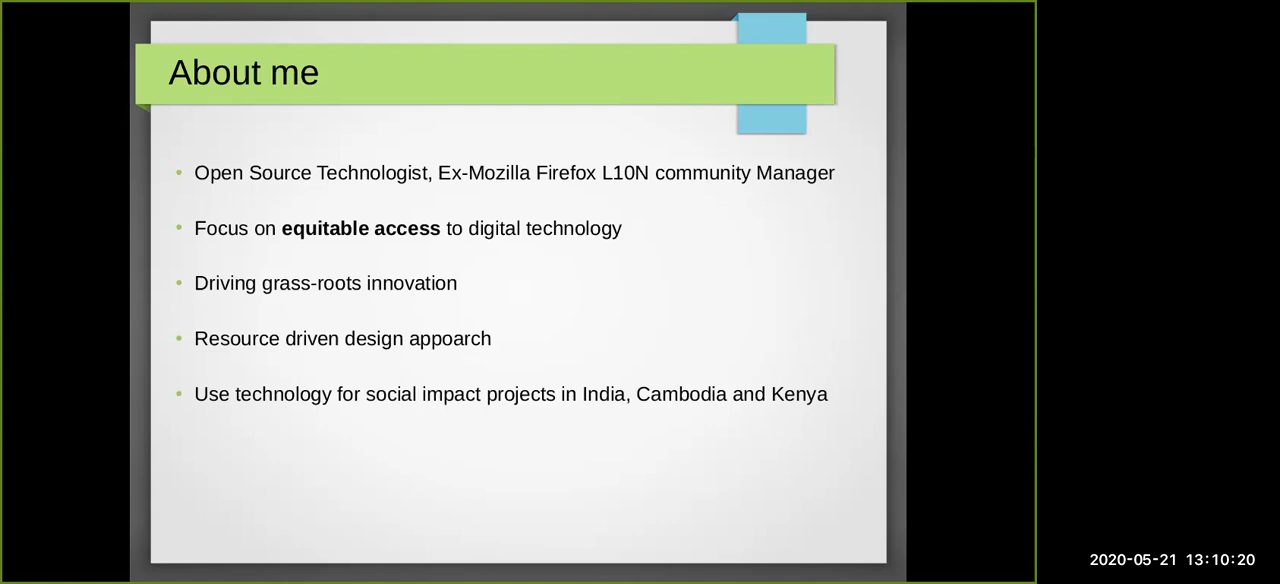 About me
• Open Source Technologist, Ex-Mozilla Firefox L10N community Manager
• Focus on equitable access to digital technology
• Driving grass-roots innovation
• Resource driven design appoarch
• Use technology for social impact projects in India, Cambodia and Kenya
2020-05-21 13:10:20